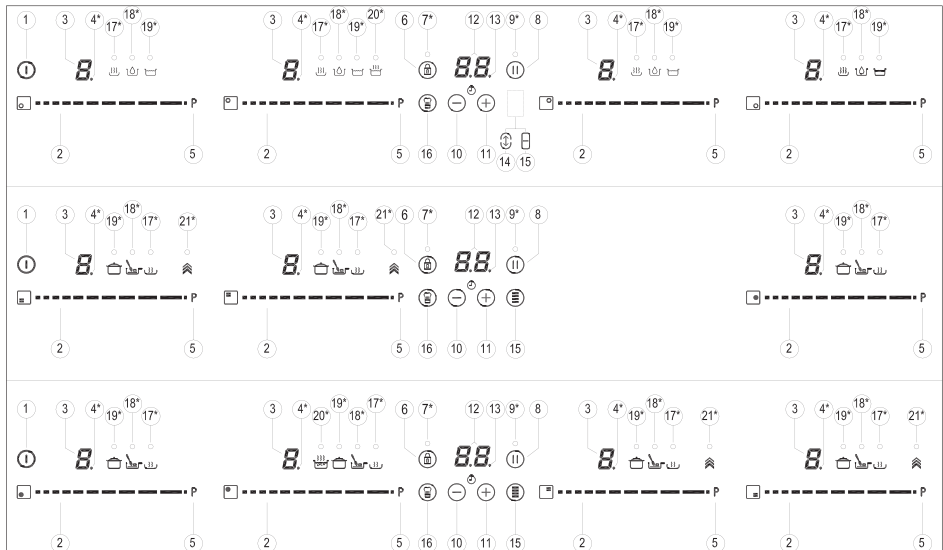 1 3 4* 17* 18* 19* 3 4* 17* 18* 19* 20* 6 7* 12 13 9* 8 3 4* 17* 18* 19* 3 4* 17* 18* 19*
8. 8. 8.8. 8. 8.
P P P P
2 5 2 5 16 10 11 14 15 2 5 2 5
1 3 4* 19* 18* 17* 21* 3 4* 19* 18* 17* 21* 6 7* 12 13 9* 8 3 4* 19* 18* 17*
8. 8. 8.8. 8.
P P P
2 5 2 5 16 10 11 15 2 5
1 3 4* 19* 18* 17* 3 4* 20* 19* 18* 17* 6 7* 12 13 9* 8 3 4* 19* 18* 17* 21* 3 4* 19* 18* 17* 21*
8. 8. 8.8. 8. 8.
P P P P
2 5 2 5 16 10 11 15 2 5 2 5